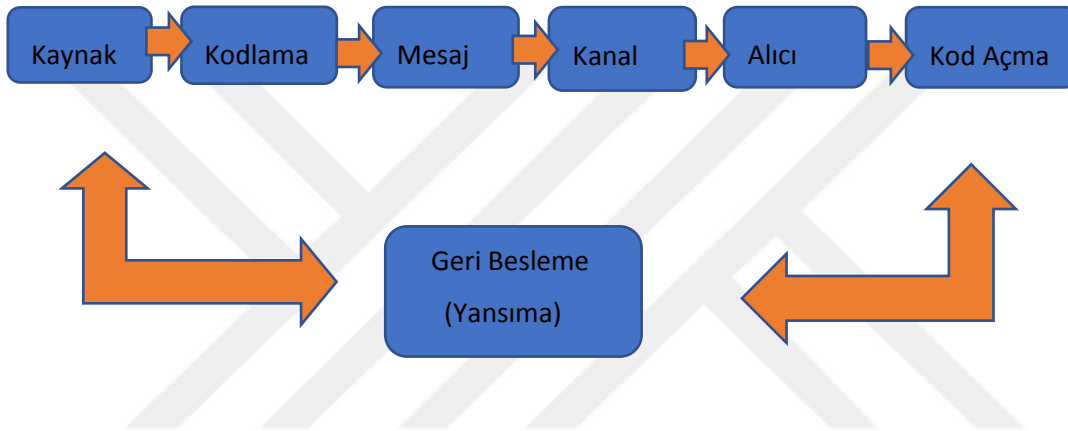 Kaynak
Kodlama
Mesaj
Kanal
Alıcı
Kod Açma
Geri Besleme
(Yansıma)